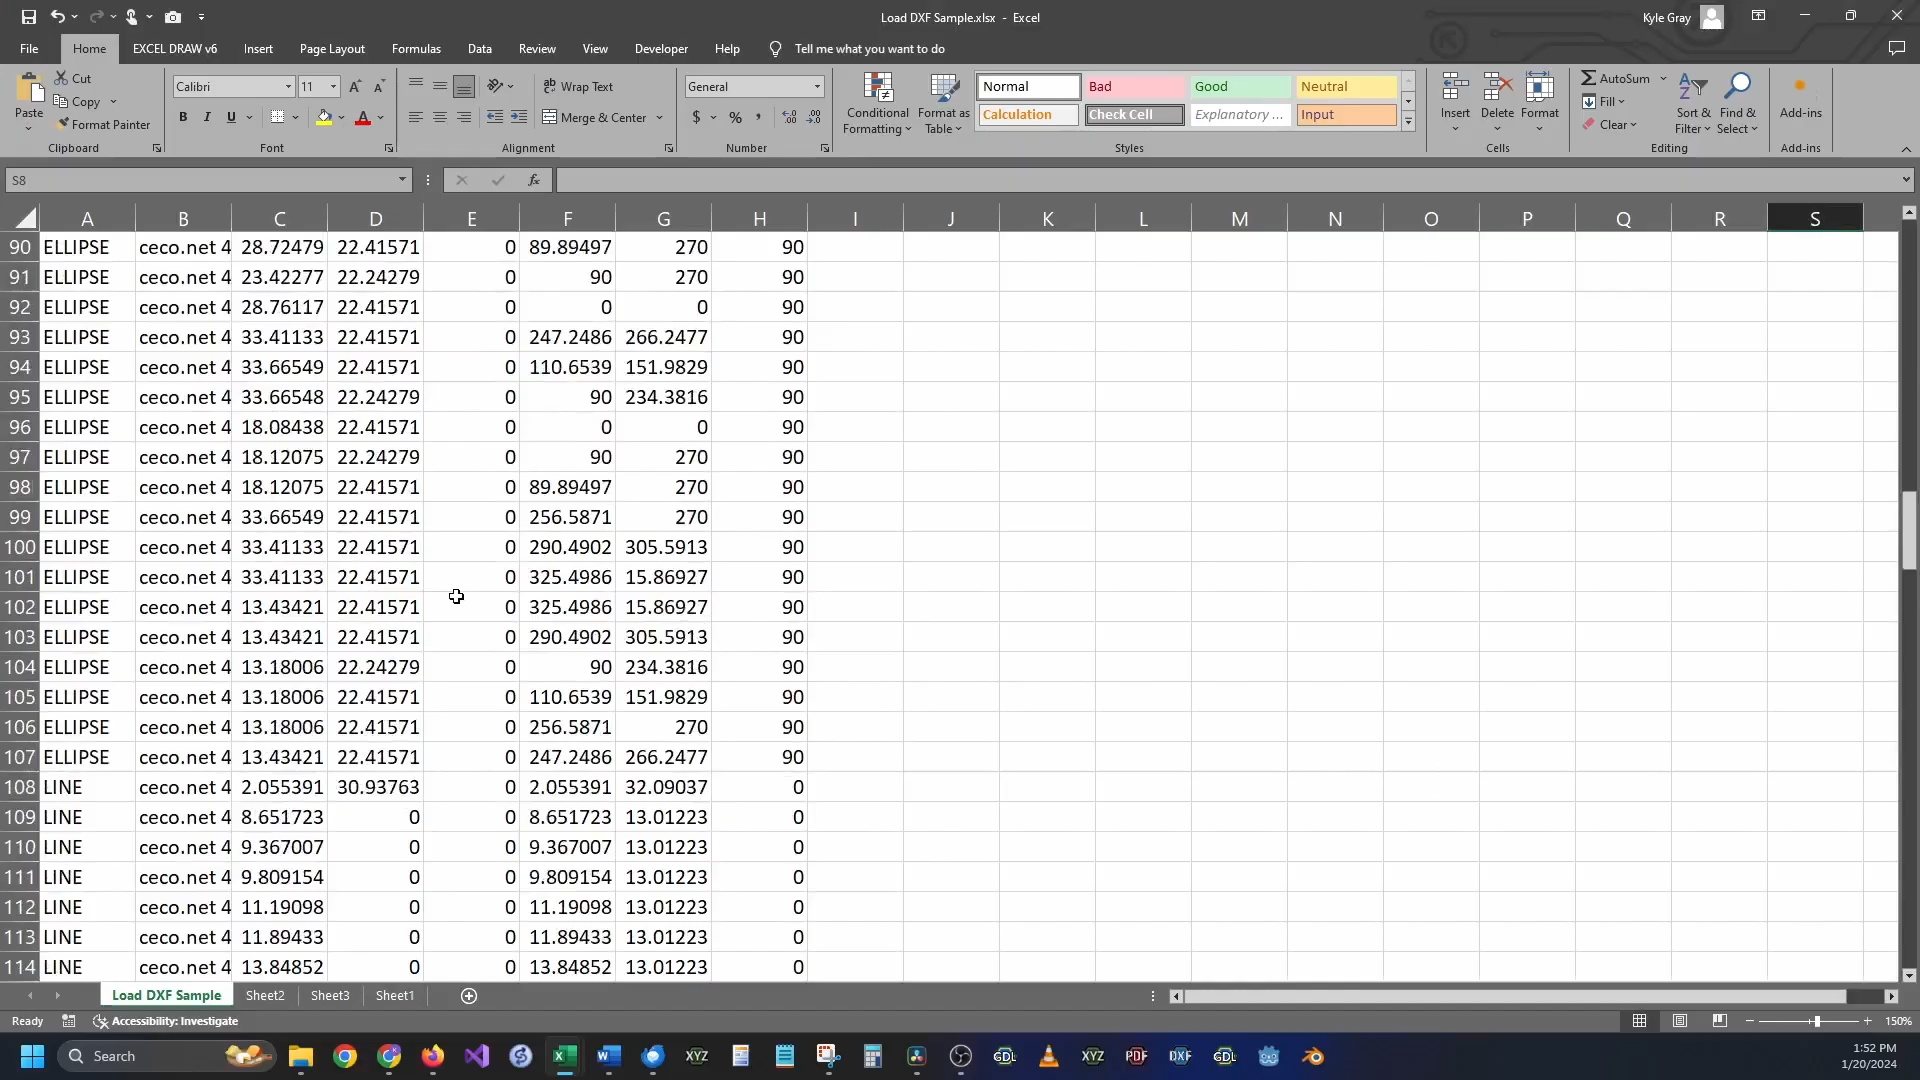 Load DXF Sample.xlsx - Excel
Kyle Gray
File Home EXCEL DRAW v6 Insert Page Layout Formulas Data Review View Developer Help Tell me what you want to do
Paste
Cut
Copy
Format Painter
Clipboard
Calibri 11
B I U
Font
Wrap Text
Merge & Center
Alignment
General
$ % ,
Number
Conditional Formatting
Format as Table
Normal Bad Good Neutral
Calculation Check Cell Explanatory ... Input
Styles
Insert Delete Format
Cells
AutoSum
Fill
Clear
Sort & Filter
Find & Select
Editing
Add-ins
Add-ins
S8 fx
A B C D E F G H I J K L M N O P Q R S
90 ELLIPSE ceco.net 4 28.72479 22.41571 0 89.89497 270 90
91 ELLIPSE ceco.net 4 23.42277 22.24279 0 90 270 90
92 ELLIPSE ceco.net 4 28.76117 22.41571 0 0 0 90
93 ELLIPSE ceco.net 4 33.41133 22.41571 0 247.2486 266.2477 90
94 ELLIPSE ceco.net 4 33.66549 22.41571 0 110.6539 151.9829 90
95 ELLIPSE ceco.net 4 33.66548 22.24279 0 90 234.3816 90
96 ELLIPSE ceco.net 4 18.08438 22.41571 0 0 0 90
97 ELLIPSE ceco.net 4 18.12075 22.24279 0 90 270 90
98 ELLIPSE ceco.net 4 18.12075 22.41571 0 89.89497 270 90
99 ELLIPSE ceco.net 4 33.66549 22.41571 0 256.5871 270 90
100 ELLIPSE ceco.net 4 33.41133 22.41571 0 290.4902 305.5913 90
101 ELLIPSE ceco.net 4 33.41133 22.41571 0 325.4986 15.86927 90
102 ELLIPSE ceco.net 4 13.43421 22.41571 0 325.4986 15.86927 90
103 ELLIPSE ceco.net 4 13.43421 22.41571 0 290.4902 305.5913 90
104 ELLIPSE ceco.net 4 13.18006 22.24279 0 90 234.3816 90
105 ELLIPSE ceco.net 4 13.18006 22.41571 0 110.6539 151.9829 90
106 ELLIPSE ceco.net 4 13.18006 22.41571 0 256.5871 270 90
107 ELLIPSE ceco.net 4 13.43421 22.41571 0 247.2486 266.2477 90
108 LINE ceco.net 4 2.055391 30.93763 0 2.055391 32.09037 0
109 LINE ceco.net 4 8.651723 0 0 8.651723 13.01223 0
110 LINE ceco.net 4 9.367007 0 0 9.367007 13.01223 0
111 LINE ceco.net 4 9.809154 0 0 9.809154 13.01223 0
112 LINE ceco.net 4 11.19098 0 0 11.19098 13.01223 0
113 LINE ceco.net 4 11.89433 0 0 11.89433 13.01223 0
114 LINE ceco.net 4 13.84852 0 0 13.84852 13.01223 0
Load DXF Sample Sheet2 Sheet3 Sheet1
Ready Accessibility: Investigate 150%
Search XYZ GDL XYZ PDF DXF GDL
1:52 PM
1/20/2024